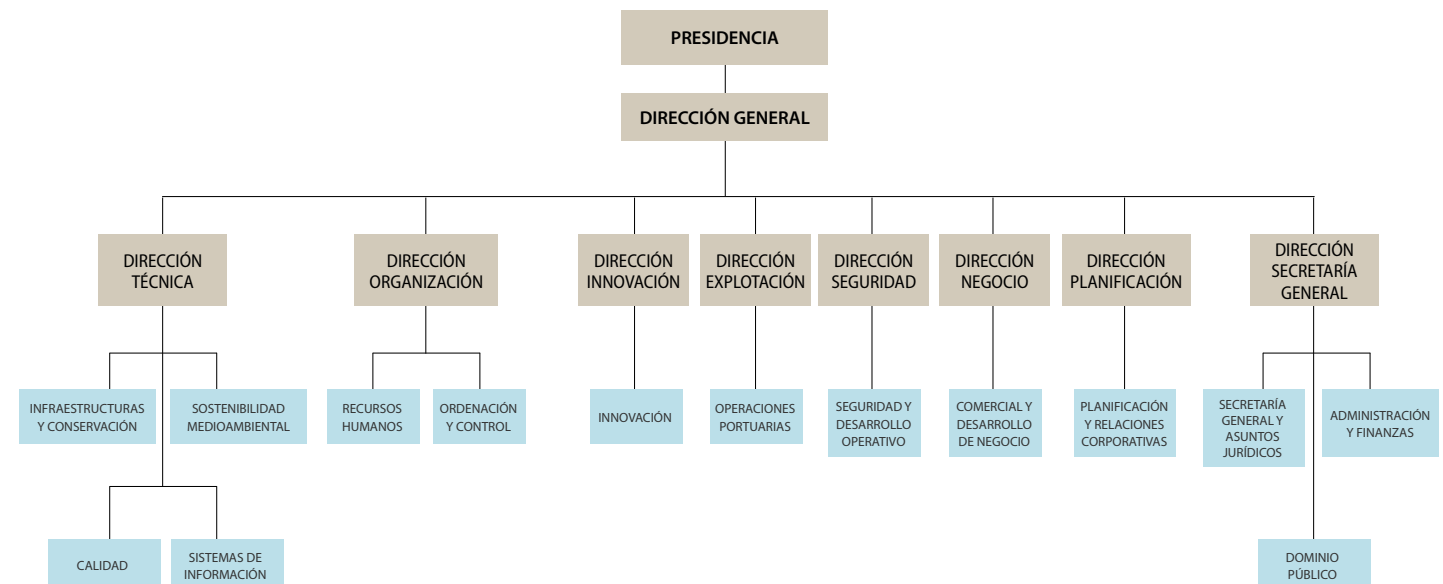 PRESIDENCIA
DIRECCIÓN GENERAL
DIRECCIÓN
TÉCNICA
DIRECCIÓN
ORGANIZACIÓN
DIRECCIÓN
INNOVACIÓN
DIRECCIÓN
EXPLOTACIÓN
DIRECCIÓN
SEGURIDAD
DIRECCIÓN
NEGOCIO
DIRECCIÓN
PLANIFICACIÓN
DIRECCIÓN
SECRETARÍA
GENERAL
INFRAESTRUCTURAS
Y CONSERVACIÓN
SOSTENIBILIDAD
MEDIOAMBIENTAL
RECURSOS
HUMANOS
ORDENACIÓN
Y CONTROL
INNOVACIÓN
OPERACIONES
PORTUARIAS
SEGURIDAD Y
DESARROLLO
OPERATIVO
COMERCIAL Y
DESARROLLO
DE NEGOCIO
PLANIFICACIÓN
Y RELACIONES
CORPORATIVAS
SECRETARÍA
GENERAL Y
ASUNTOS
JURÍDICOS
ADMINISTRACIÓN
Y FINANZAS
CALIDAD
SISTEMAS DE
INFORMACIÓN
DOMINIO
PÚBLICO